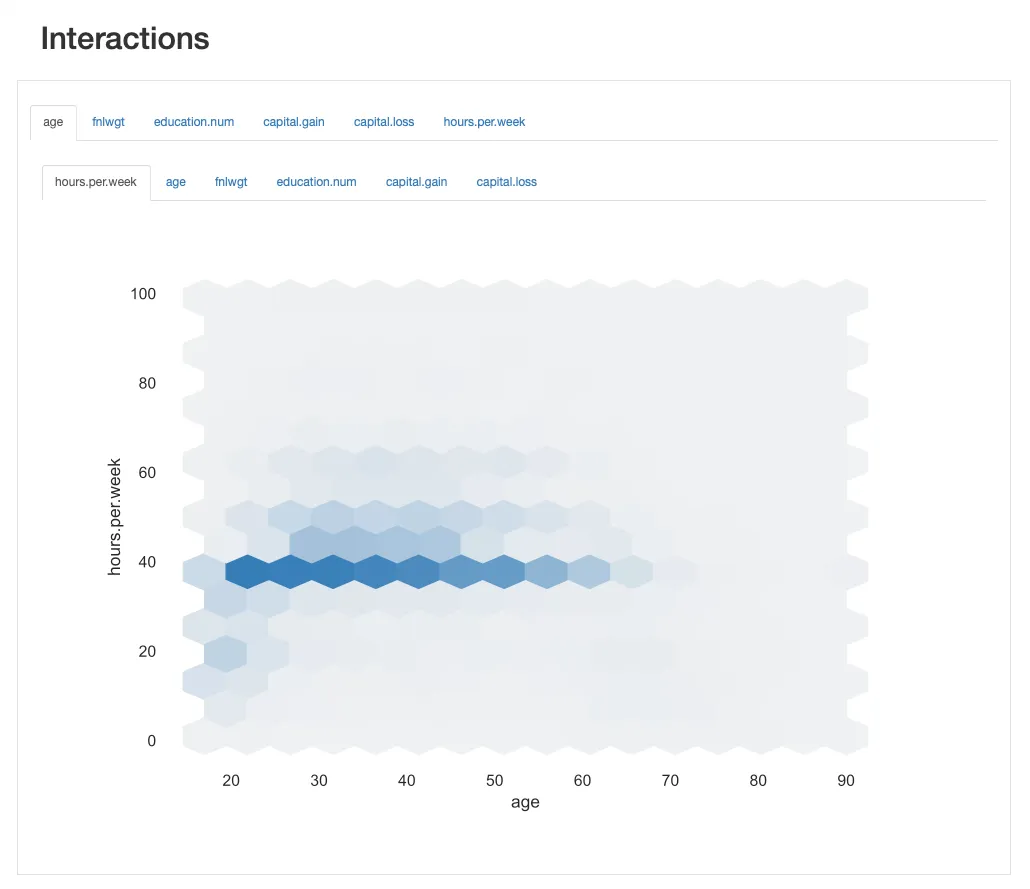 Interactions
age fnlwgt education.num capital.gain capital.loss hours.per.week
hours.per.week age fnlwgt education.num capital.gain capital.loss
100
80
60
40
20
0
hours.per.week
20 30 40 50 60 70 80 90
age